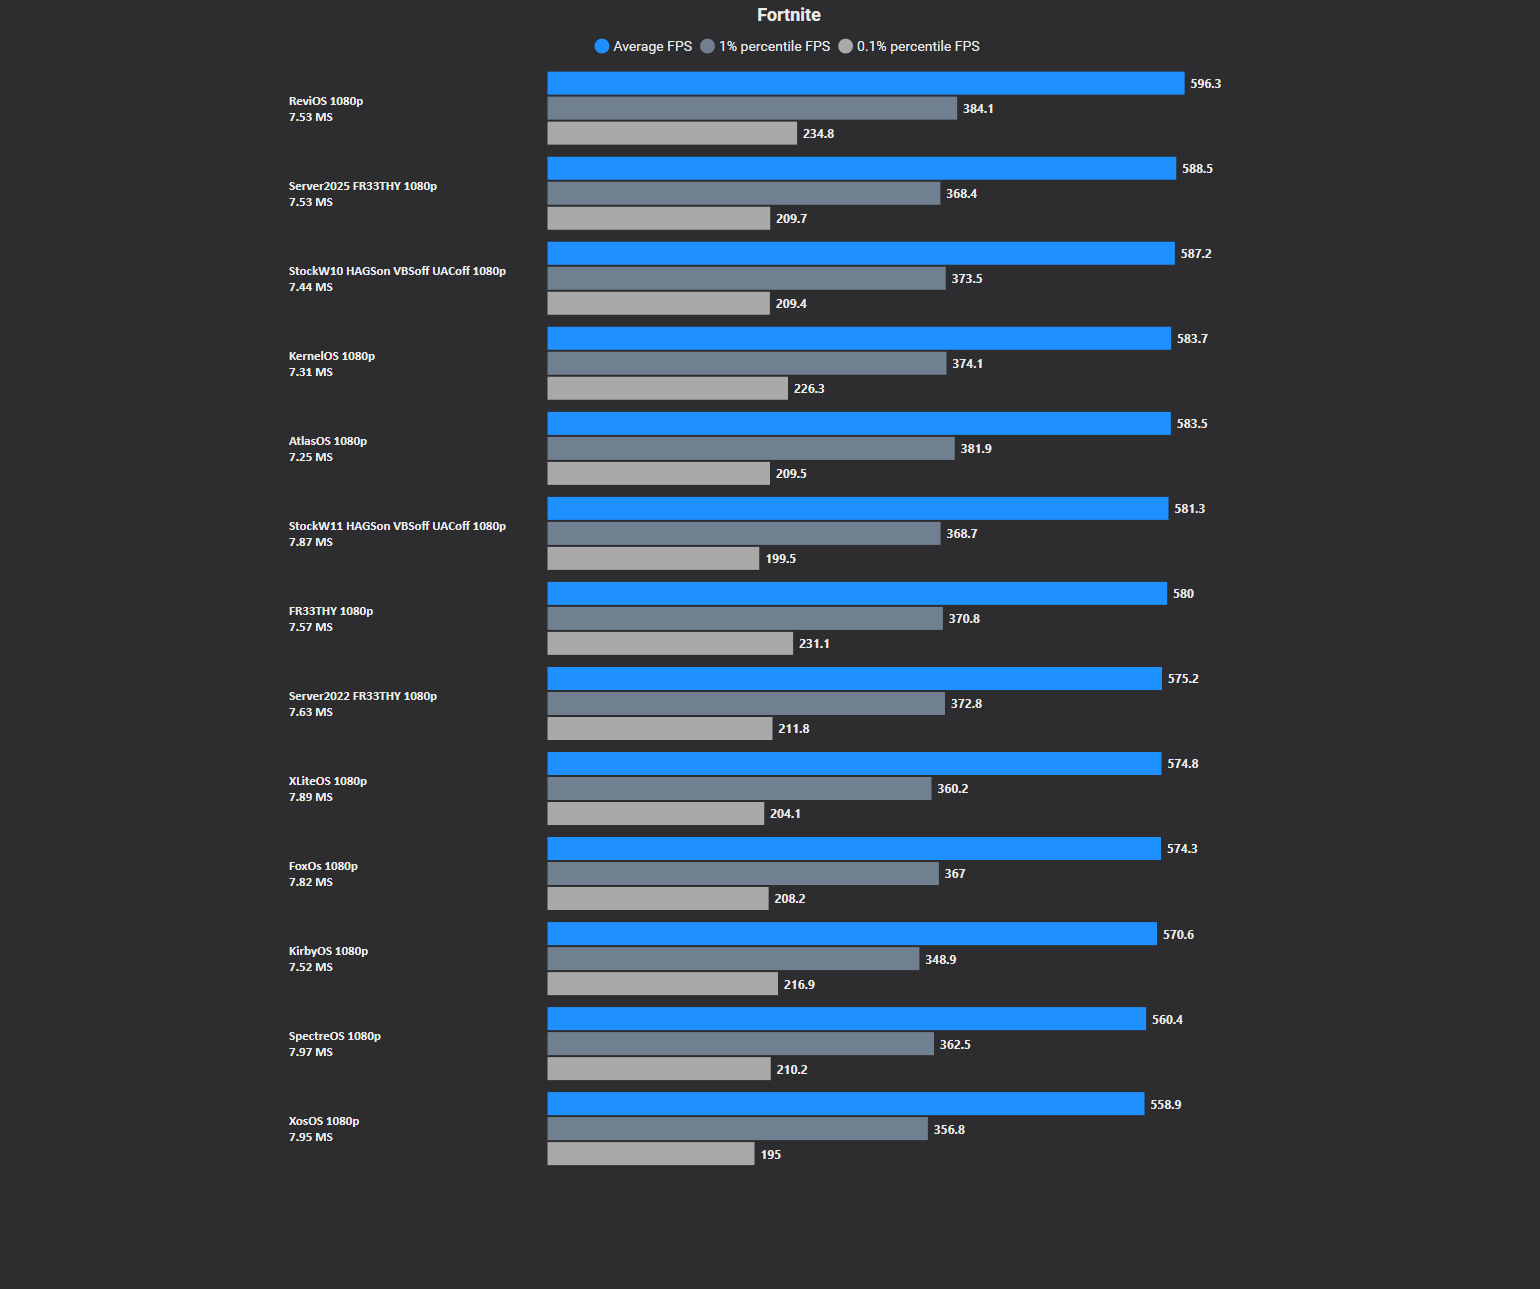 Fortnite
Average FPS 1% percentile FPS 0.1% percentile FPS
ReviOS 1080p
7.53 MS
596.3
384.1
234.8
Server2025 FR33THY 1080p
7.53 MS
588.5
368.4
209.7
StockW10 HAGSon VBSoff UACoff 1080p
7.44 MS
587.2
373.5
209.4
KernelOS 1080p
7.31 MS
583.7
374.1
226.3
AtlasOS 1080p
7.25 MS
583.5
381.9
209.5
StockW11 HAGSon VBSoff UACoff 1080p
7.87 MS
581.3
368.7
199.5
FR33THY 1080p
7.57 MS
580
370.8
231.1
Server2022 FR33THY 1080p
7.63 MS
575.2
372.8
211.8
XLiteOS 1080p
7.89 MS
574.8
360.2
204.1
FoxOs 1080p
7.82 MS
574.3
367
208.2
KirbyOS 1080p
7.52 MS
570.6
348.9
216.9
SpectreOS 1080p
7.97 MS
560.4
362.5
210.2
XosOS 1080p
7.95 MS
558.9
356.8
195